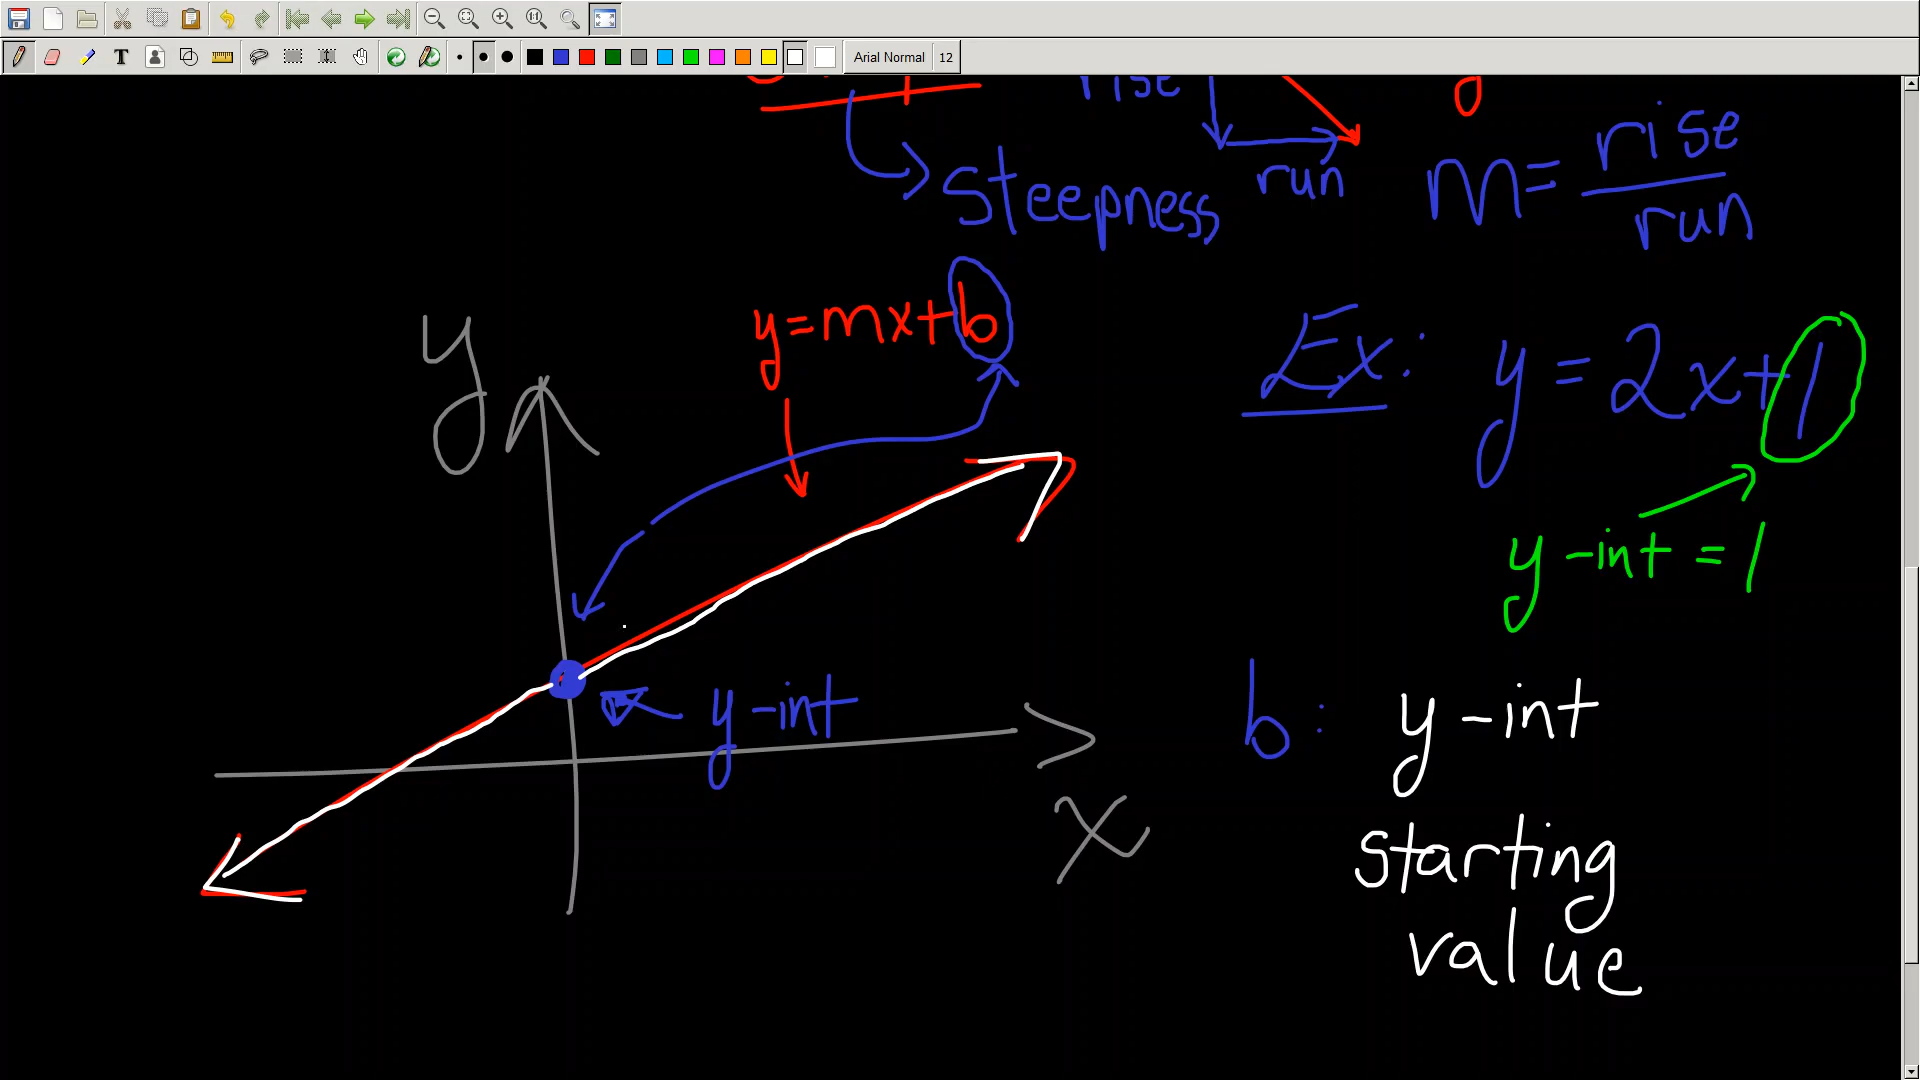 Arial Normal 12
rise
Steepness
run
m = rise / run
y = mx + b
Ex: y = 2x + 1
y
y-int = 1
y-int
b: y-int
x
starting
value